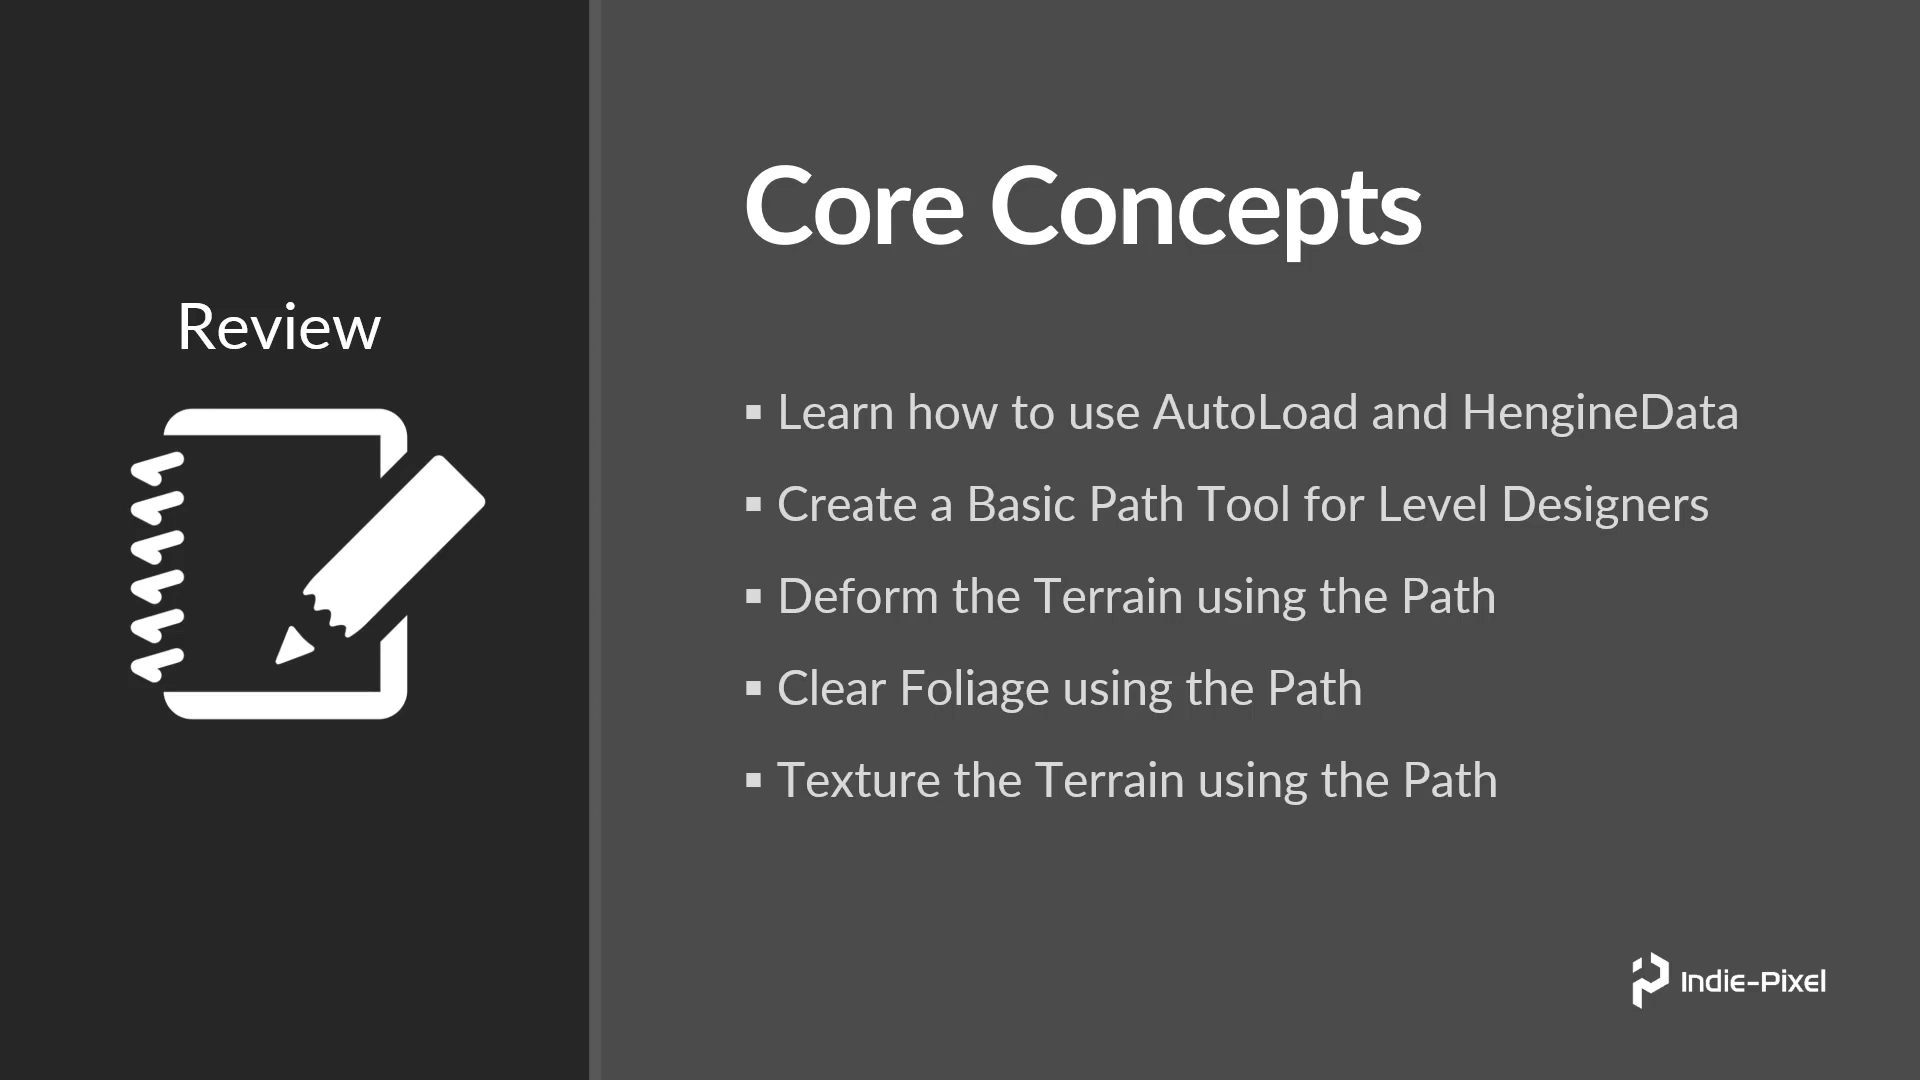 Review
Core Concepts
▪ Learn how to use AutoLoad and HengineData
▪ Create a Basic Path Tool for Level Designers
▪ Deform the Terrain using the Path
▪ Clear Foliage using the Path
▪ Texture the Terrain using the Path
Indie-Pixel